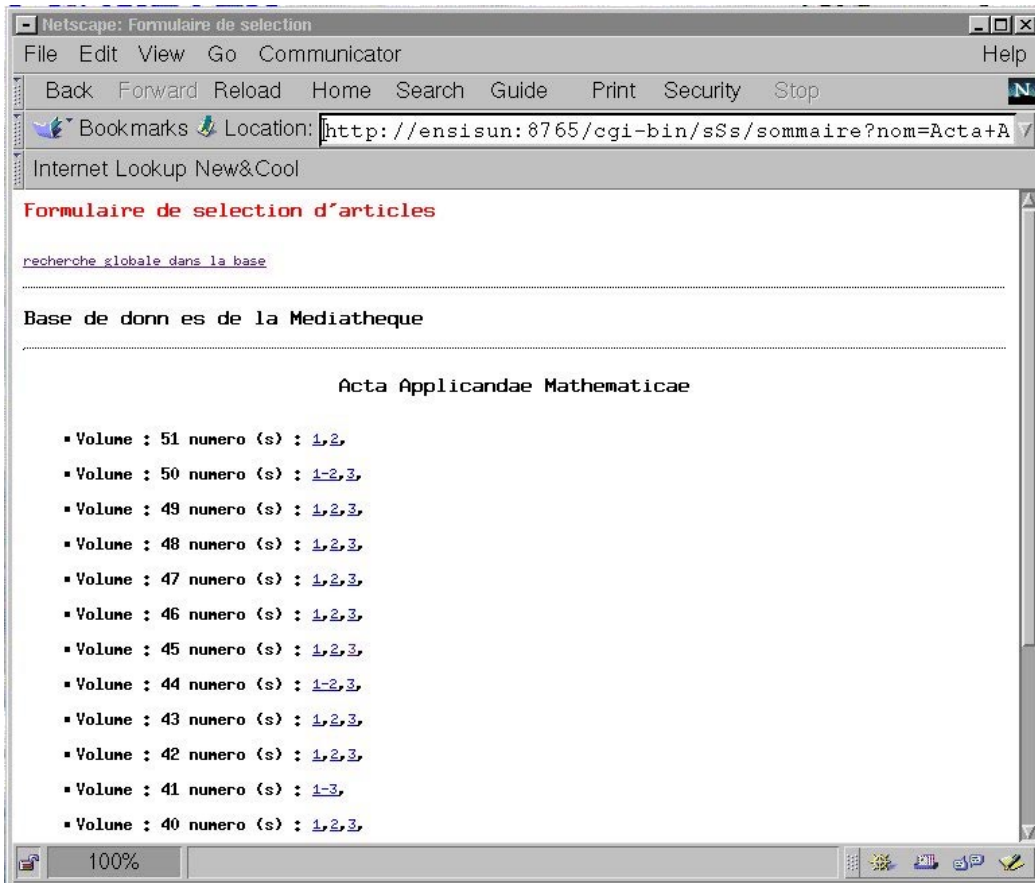 Netscape: Formulaire de selection
File Edit View Go Communicator Help
Back Forward Reload Home Search Guide Print Security Stop N
Bookmarks Location: http://ensisun:8765/cgi-bin/sSs/sommaire?nom=Acta+A
Internet Lookup New&Cool
Formulaire de selection d'articles
recherche globale dans la base
Base de donn es de la Mediatheque
Acta Applicandae Mathematicae
Volume : 51 numero (s) : 1,2,
Volume : 50 numero (s) : 1-2,3,
Volume : 49 numero (s) : 1,2,3,
Volume : 48 numero (s) : 1,2,3,
Volume : 47 numero (s) : 1,2,3,
Volume : 46 numero (s) : 1,2,3,
Volume : 45 numero (s) : 1,2,3,
Volume : 44 numero (s) : 1-2,3,
Volume : 43 numero (s) : 1,2,3,
Volume : 42 numero (s) : 1,2,3,
Volume : 41 numero (s) : 1-3,
Volume : 40 numero (s) : 1,2,3,
100%